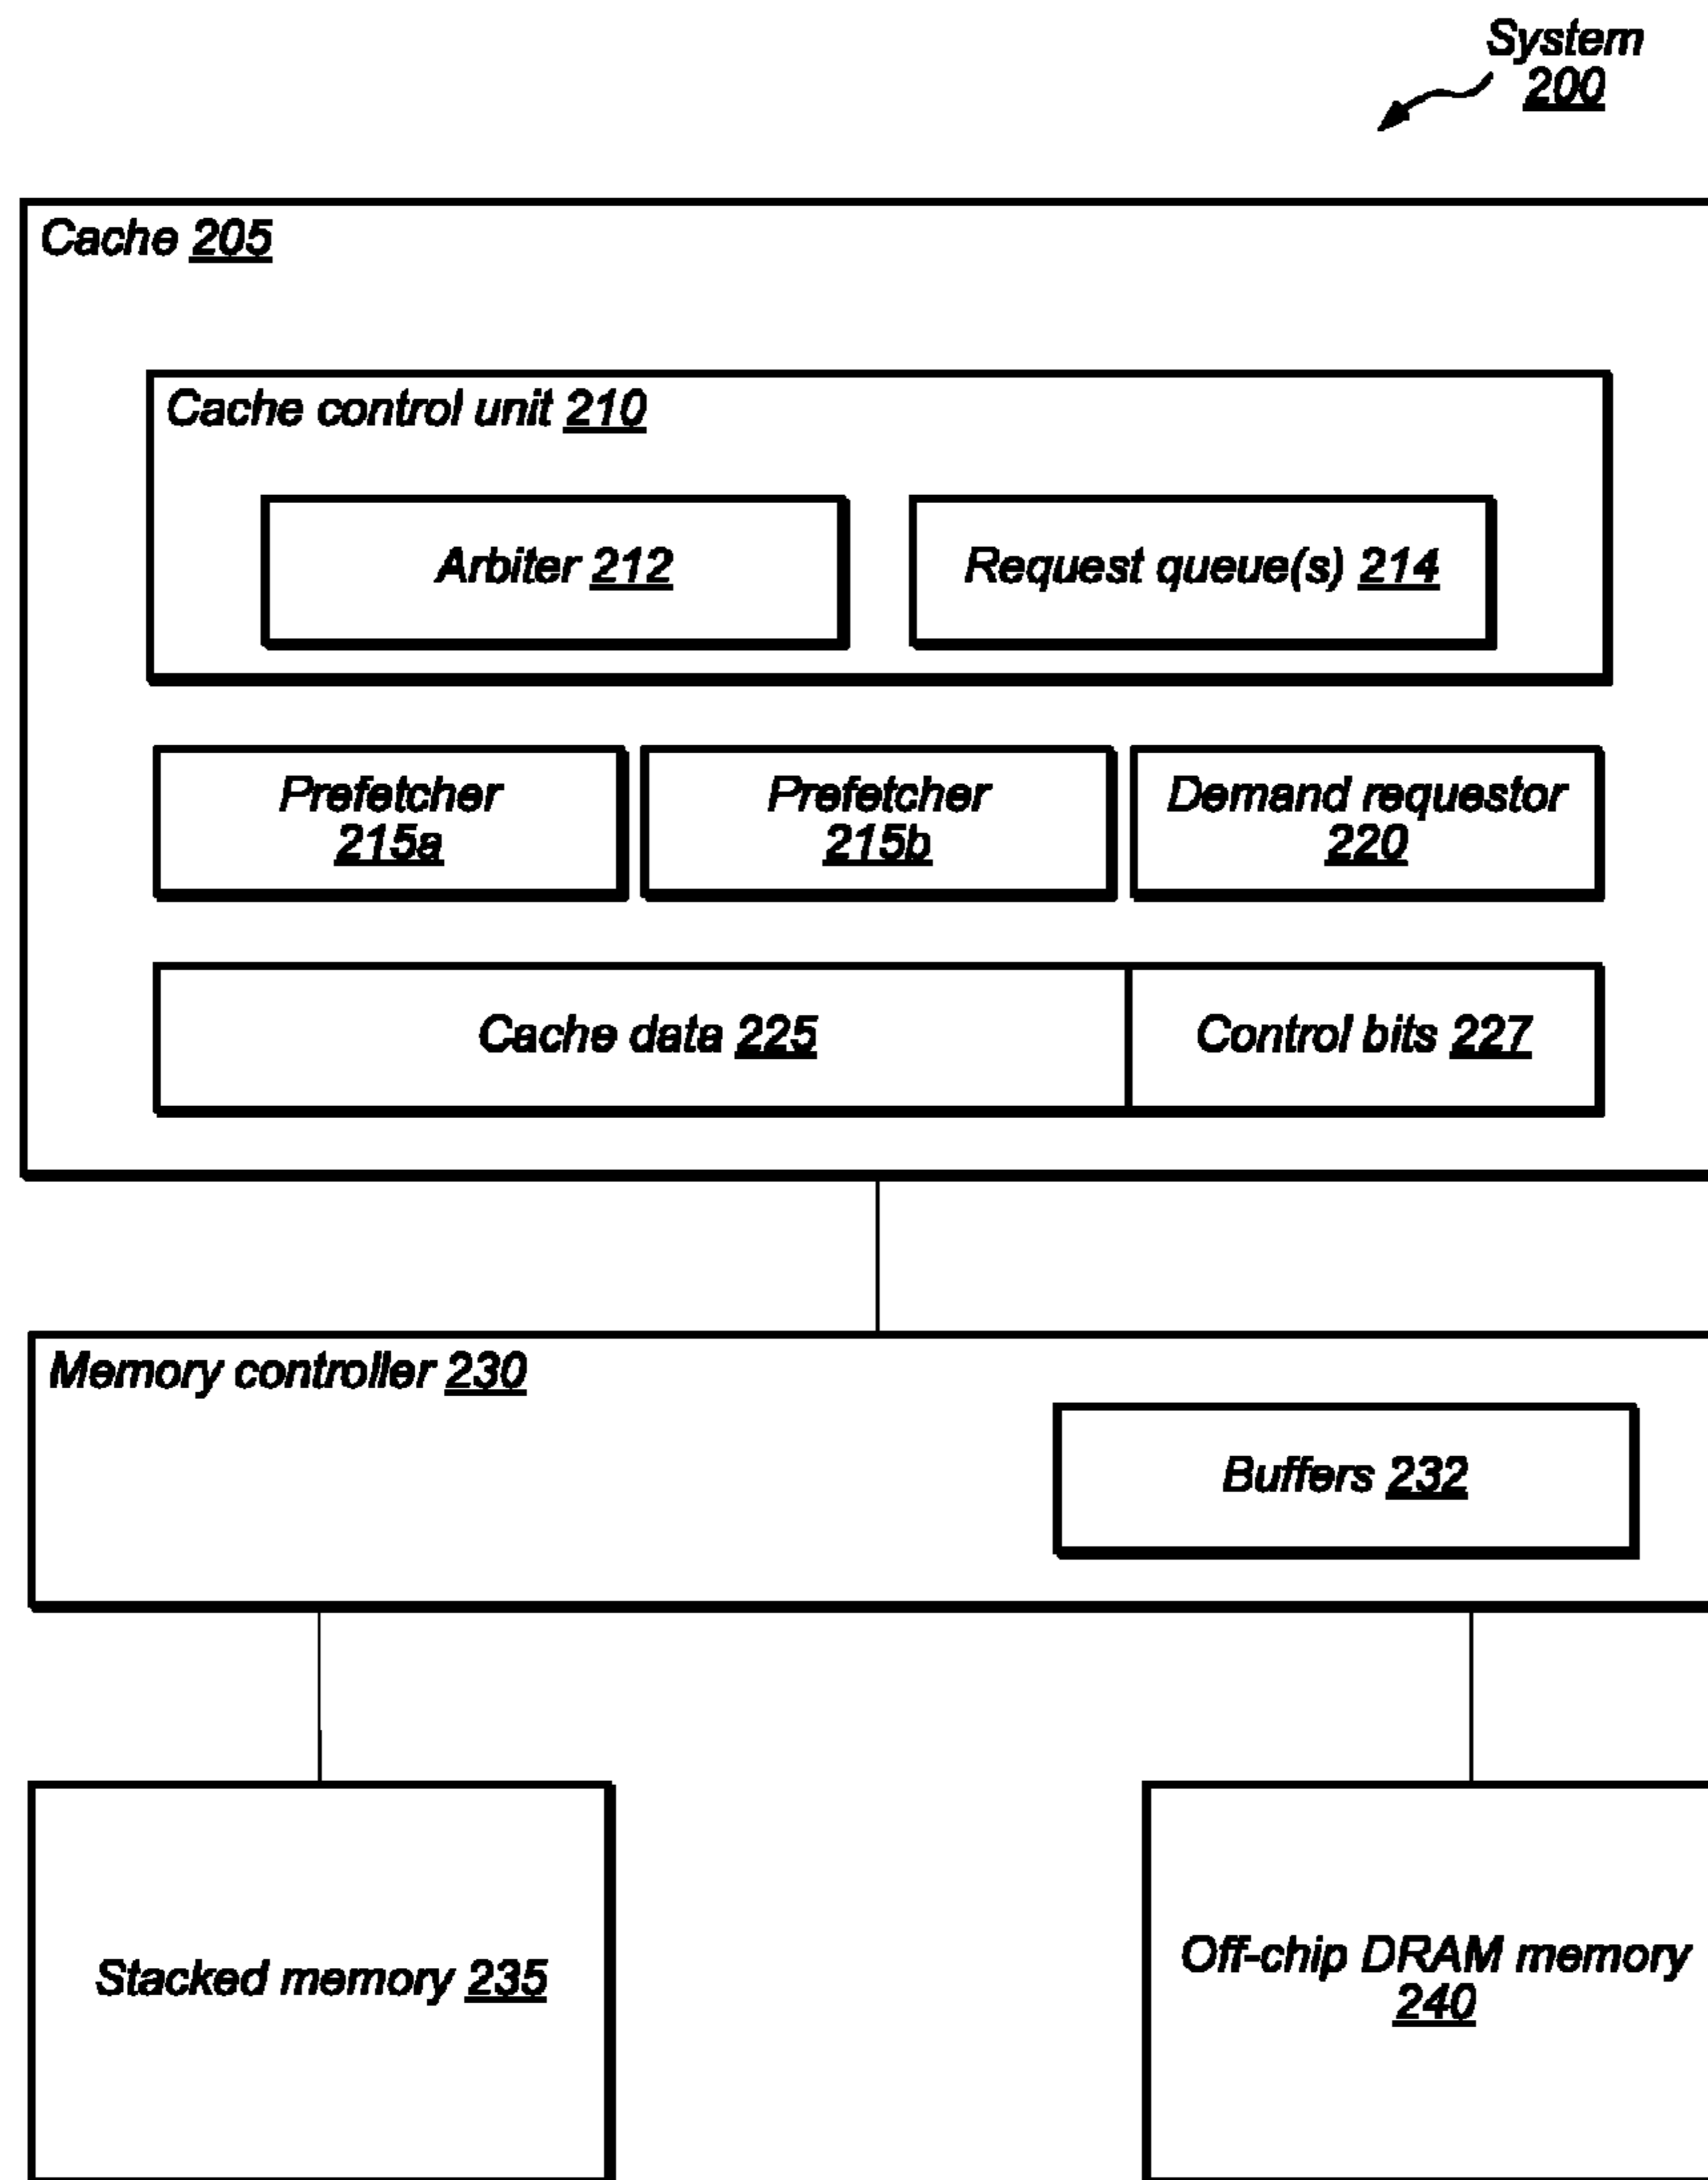 System
200
Cache 205
Cache control unit 210
Arbiter 212
Request queue(s) 214
Prefetcher
215a
Prefetcher
215b
Demand requestor
220
Cache data 225
Control bits 227
Memory controller 230
Buffers 232
Stacked memory 235
Off-chip DRAM memory
240